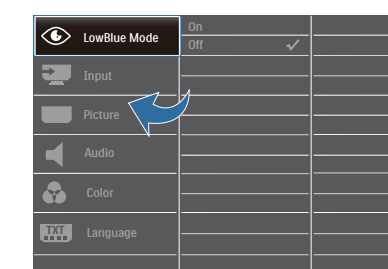 LowBlue Mode
On
Off
Input
Picture
Audio
Color
TXT
Language